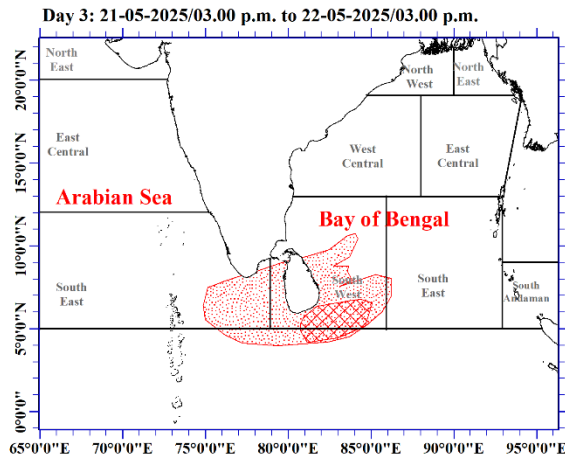 Day 3: 21-05-2025/03.00 p.m. to 22-05-2025/03.00 p.m.
North
East
North
West
North
East
20°0'0"N
East
Central
West
Central
East
Central
15°0'0"N
Arabian Sea
Bay of Bengal
10°0'0"N
South
East
South
West
South
East
South
Andaman
5°0'0"N
0°0'0"
65°0'0"E 70°0'0"E 75°0'0"E 80°0'0"E 85°0'0"E 90°0'0"E 95°0'0"E